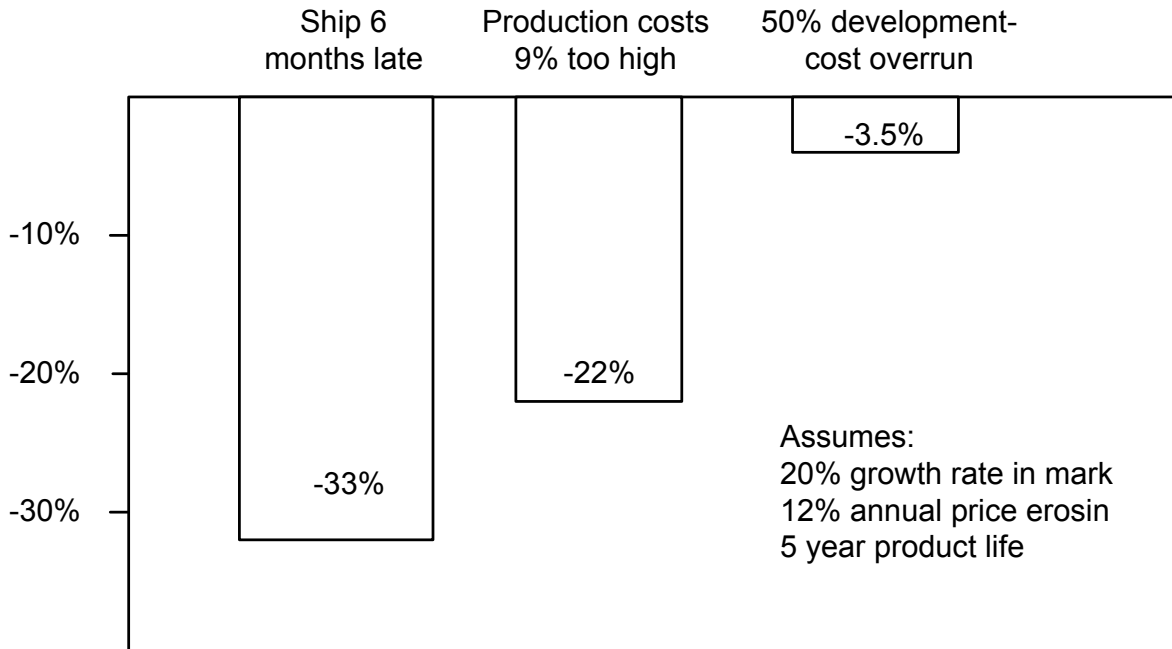 Ship 6
months late
Production costs
9% too high
50% development-
cost overrun
-3.5%
-10%
-20%
-22%
-33%
-30%
Assumes:
20% growth rate in mark
12% annual price erosin
5 year product life